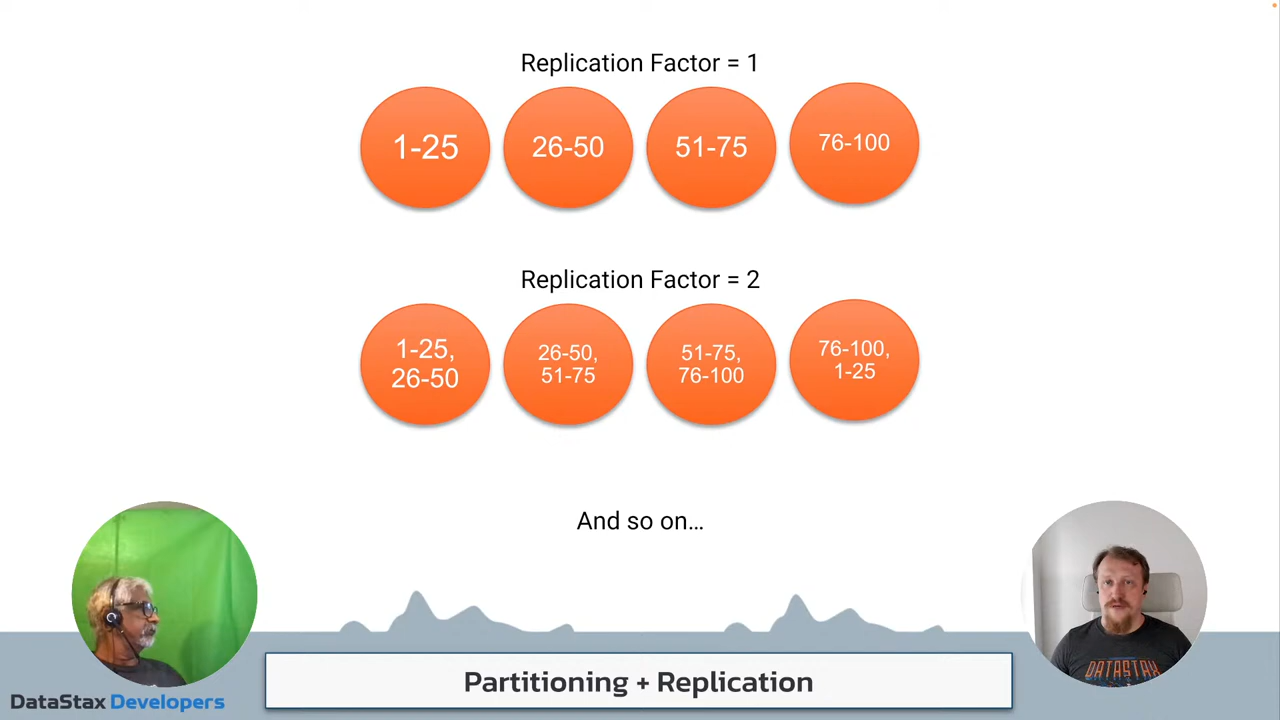 Replication Factor = 1
1-25
26-50
51-75
76-100
Replication Factor = 2
1-25,
26-50
26-50,
51-75
51-75,
76-100
76-100,
1-25
And so on…
DATASTAX
Partitioning + Replication
DataStax Developers